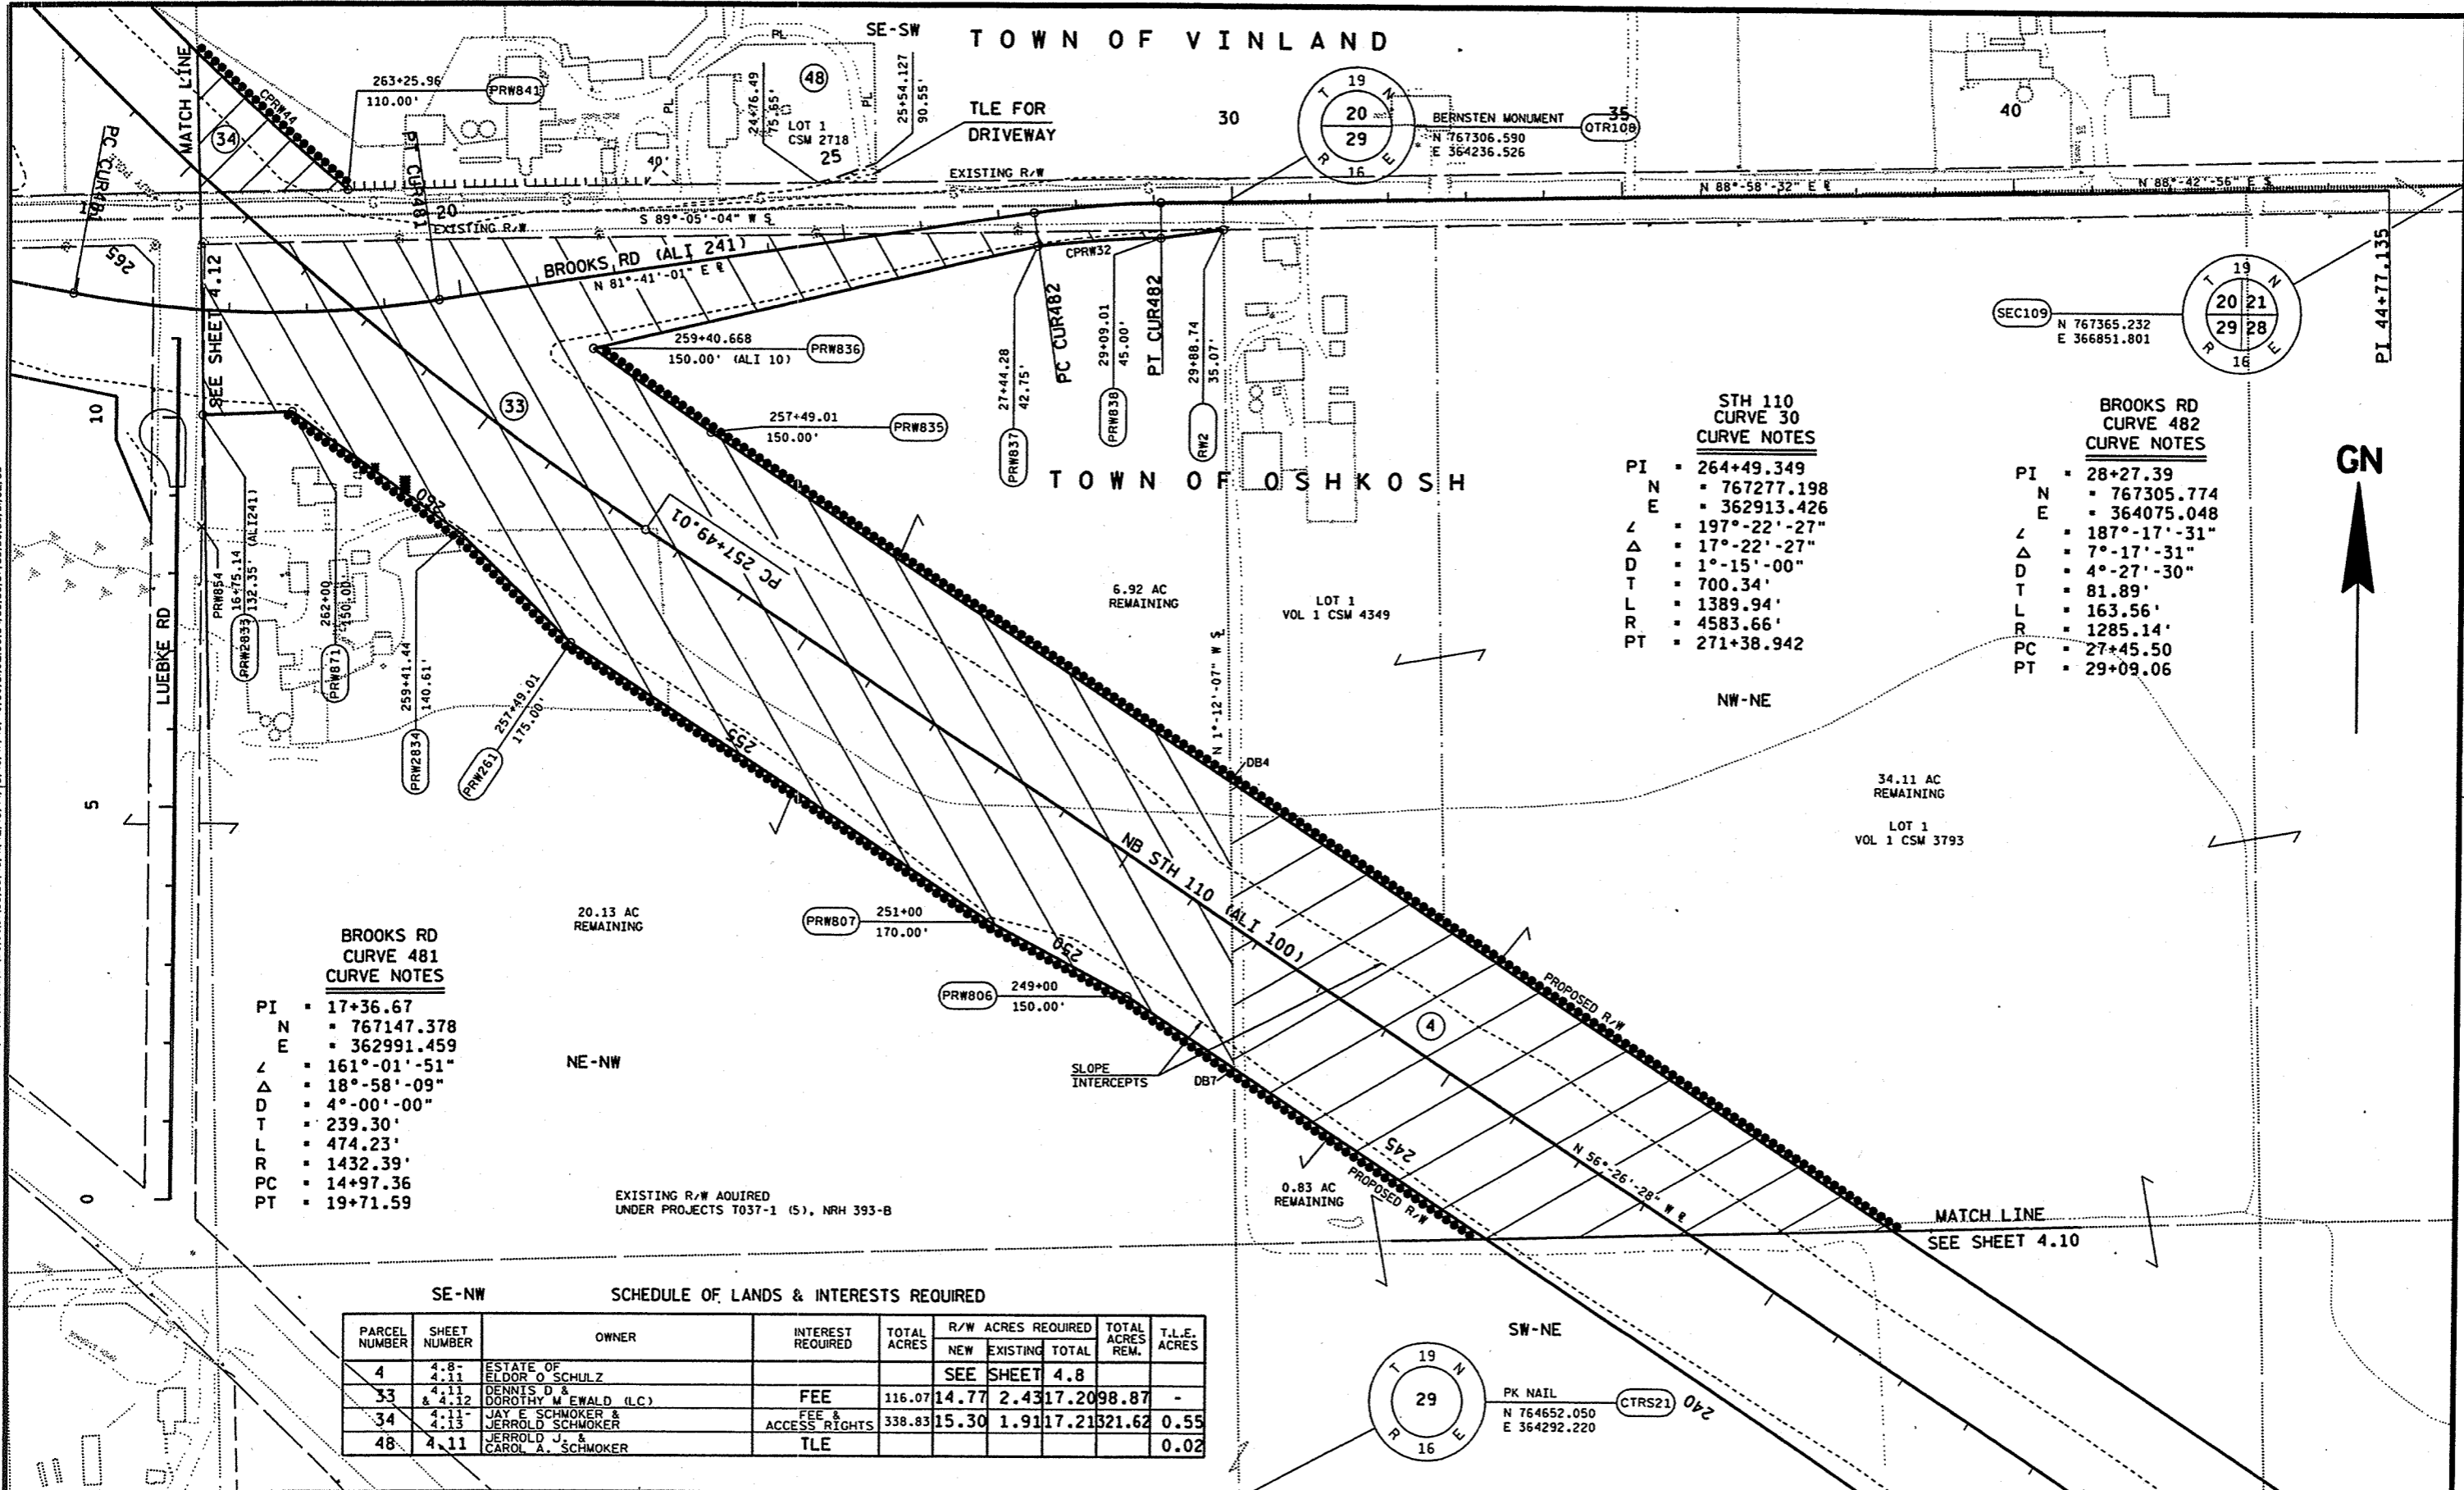 TOWN OF VINLAND
SE-SW
MATCH LINE
CPRW44
34
263+25.96
110.00'
PRW841
PL
PL
PL
24+76.49
75.65'
48
LOT 1
CSM 2718
25
25+54.127
90.55'
TLE FOR
DRIVEWAY
30
T 19 N
20
29
R 16 E
BERNSTEN MONUMENT
N 767306.590
E 364236.526
QTR108
35
40
40'
EXISTING R/W
N 88°-58'-32" E
N 88°-42'-56" E
PC CUR481
PT CUR481
20
EXISTING R/W
S 89°-05'-04" W
265
BROOKS RD (ALI 241)
N 81°-41'-01" E
CPRW32
SEE SHEET 4.12
259+40.668
150.00' (ALI 10)
PRW836
27+44.28
42.75'
PRW837
PC CUR482
29+09.01
45.00'
PRW838
PT CUR482
29+88.74
35.07'
RW2
SEC109
N 767365.232
E 366851.801
T 19 N
20 21
29 28
R 16 E
PI 44+77.135
10
33
257+49.01
150.00'
PRW835
TOWN OF OSHKOSH
STH 110
CURVE 30
CURVE NOTES
PI = 264+49.349
N = 767277.198
E = 362913.426
∠ = 197°-22'-27"
Δ = 17°-22'-27"
D = 1°-15'-00"
T = 700.34'
L = 1389.94'
R = 4583.66'
PT = 271+38.942
BROOKS RD
CURVE 482
CURVE NOTES
PI = 28+27.39
N = 767305.774
E = 364075.048
∠ = 187°-17'-31"
Δ = 7°-17'-31"
D = 4°-27'-30"
T = 81.89'
L = 163.56'
R = 1285.14'
PC = 27+45.50
PT = 29+09.06
GN
260
PC 257+49.01
LUEBKE RD
PRW854
16+75.14
132.35' (ALI241)
PRW2833
262+00
150.00'
PRW871
259+41.44
140.61'
PRW2834
257+49.01
175.00'
PRW261
6.92 AC
REMAINING
LOT 1
VOL 1 CSM 4349
N 1°-12'-07" W
NW-NE
255
DB4
34.11 AC
REMAINING
LOT 1
VOL 1 CSM 3793
5
NB STH 110 (ALI 100)
20.13 AC
REMAINING
PRW807
251+00
170.00'
250
PRW806
249+00
150.00'
PROPOSED R/W
4
BROOKS RD
CURVE 481
CURVE NOTES
PI = 17+36.67
N = 767147.378
E = 362991.459
∠ = 161°-01'-51"
Δ = 18°-58'-09"
D = 4°-00'-00"
T = 239.30'
L = 474.23'
R = 1432.39'
PC = 14+97.36
PT = 19+71.59
NE-NW
SLOPE
INTERCEPTS
DB7
245
N 56°-26'-28" W
0
EXISTING R/W AQUIRED
UNDER PROJECTS T037-1 (5), NRH 393-B
0.83 AC
REMAINING
PROPOSED R/W
MATCH LINE
SEE SHEET 4.10
SE-NW
SCHEDULE OF LANDS & INTERESTS REQUIRED
PARCEL NUMBER SHEET NUMBER OWNER INTEREST REQUIRED TOTAL ACRES R/W ACRES REQUIRED NEW EXISTING TOTAL TOTAL ACRES REM. T.L.E. ACRES
4 4.8-4.11 ESTATE OF ELDOR O SCHULZ SEE SHEET 4.8
33 4.11 & 4.12 DENNIS D & DOROTHY M EWALD (LC) FEE 116.07 14.77 2.43 17.20 98.87 -
34 4.11-4.13 JAY E SCHMOKER & JERROLD SCHMOKER FEE & ACCESS RIGHTS 338.83 15.30 1.91 17.21 321.62 0.55
48 4.11 JERROLD J. & CAROL A. SCHMOKER TLE 0.02
SW-NE
T 19 N
29
R 16 E
PK NAIL
N 764652.050
E 364292.220
CTRS21
240